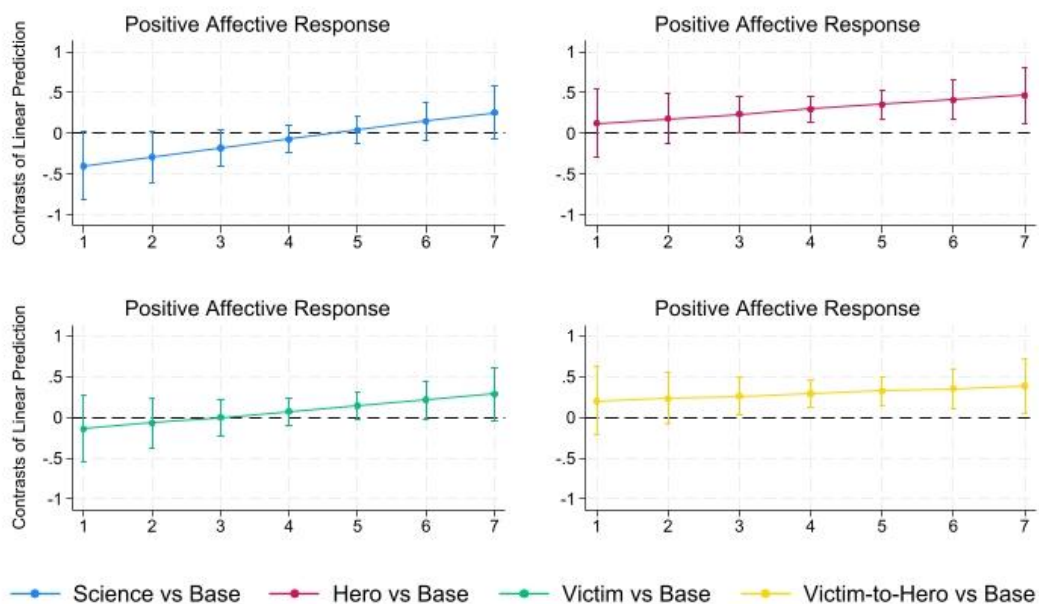 Positive Affective Response
Positive Affective Response
Contrasts of Linear Prediction
1
.5
0
-.5
-1
1 2 3 4 5 6 7
1
.5
0
-.5
-1
1 2 3 4 5 6 7
Positive Affective Response
Positive Affective Response
Contrasts of Linear Prediction
1
.5
0
-.5
-1
1 2 3 4 5 6 7
1
.5
0
-.5
-1
1 2 3 4 5 6 7
Science vs Base Hero vs Base Victim vs Base Victim-to-Hero vs Base